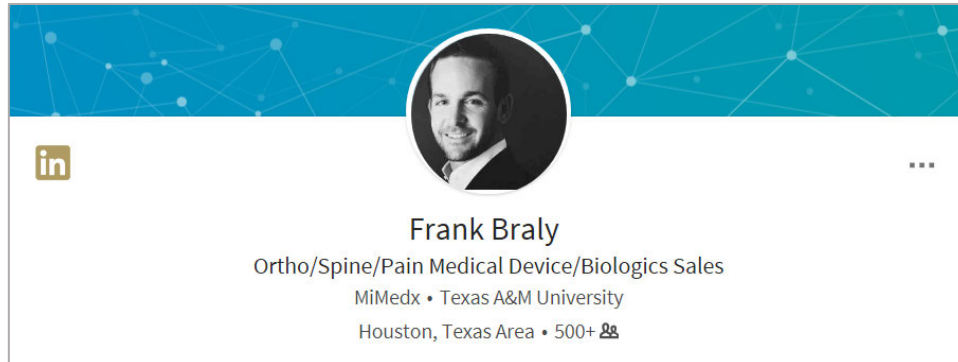 in
Frank Braly
Ortho/Spine/Pain Medical Device/Biologics Sales
MiMedx • Texas A&M University
Houston, Texas Area • 500+